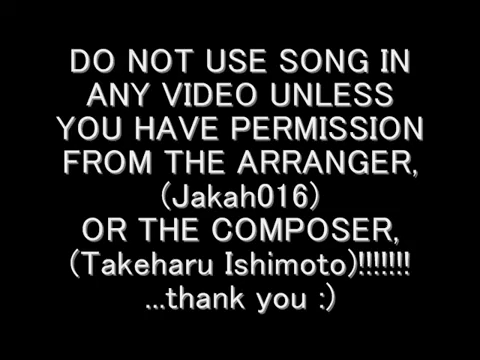 DO NOT USE SONG IN
ANY VIDEO UNLESS
YOU HAVE PERMISSION
FROM THE ARRANGER,
(Jakah016)
OR THE COMPOSER,
(Takeharu Ishimoto)!!!!!!!
...thank you :)